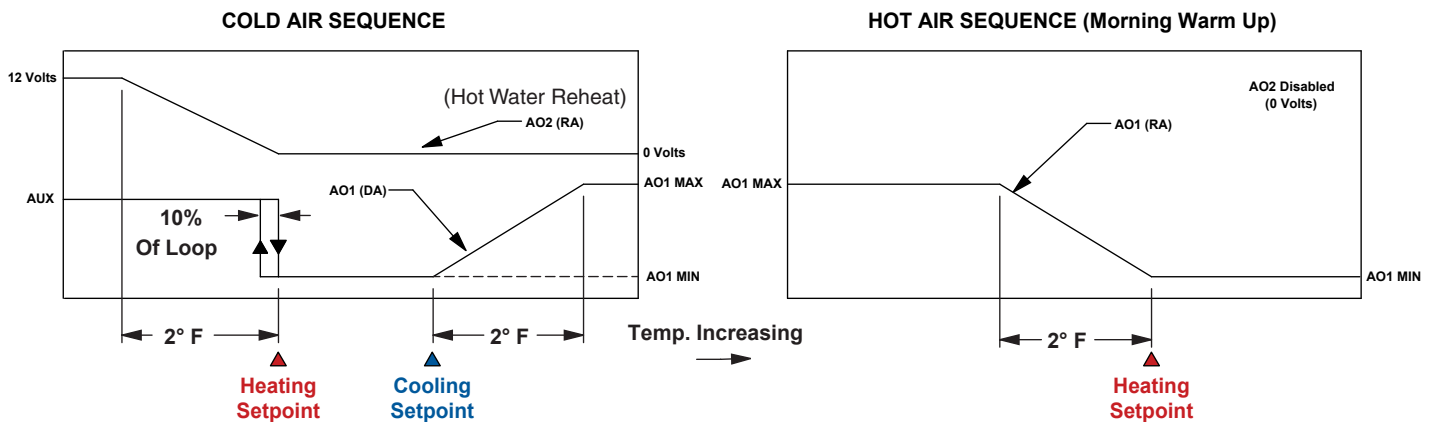 COLD AIR SEQUENCE
12 Volts
(Hot Water Reheat)
AO2 (RA)
0 Volts
AUX
AO1 (DA)
AO1 MAX
10%
Of Loop
AO1 MIN
2° F
2° F
Heating
Setpoint
Cooling
Setpoint
Temp. Increasing
HOT AIR SEQUENCE (Morning Warm Up)
AO2 Disabled
(0 Volts)
AO1 (RA)
AO1 MAX
AO1 MIN
2° F
Heating
Setpoint